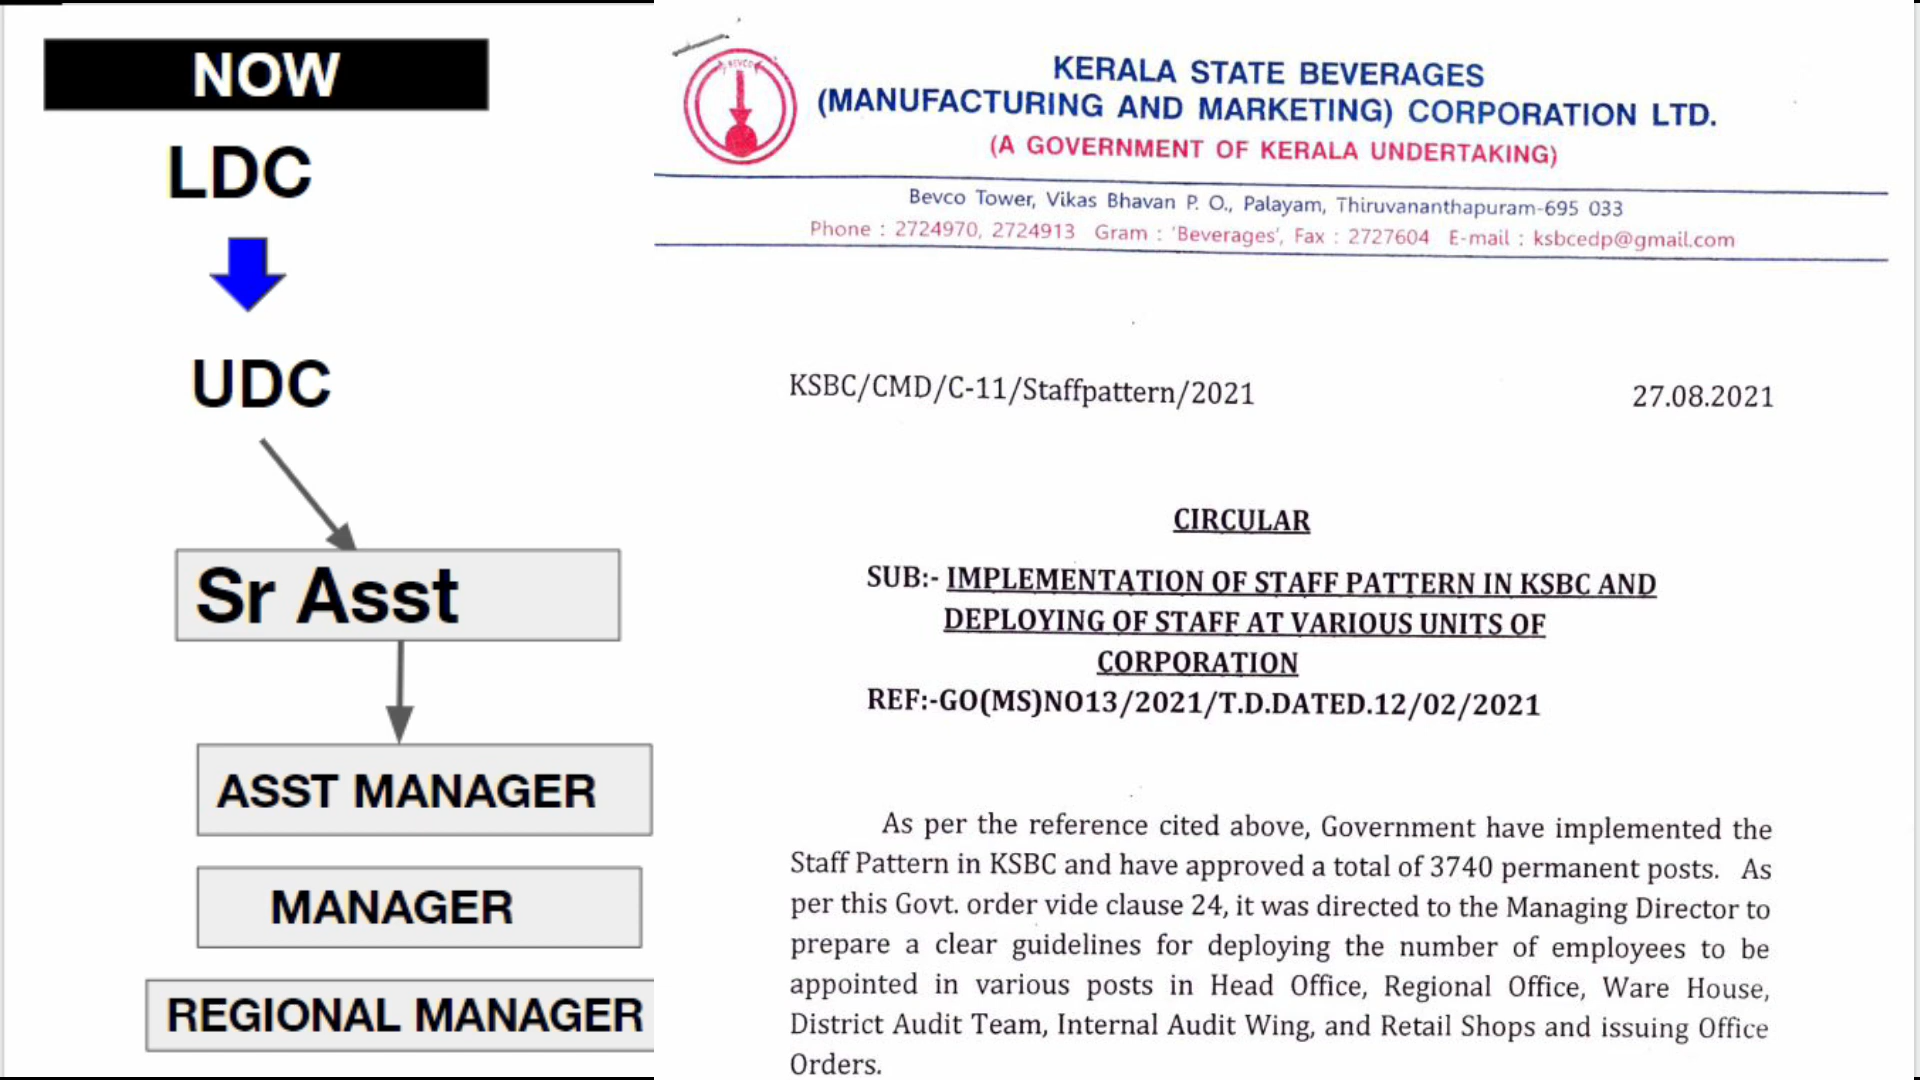 NOW
LDC
UDC
Sr Asst
ASST MANAGER
MANAGER
REGIONAL MANAGER
BEVCO
KERALA STATE BEVERAGES
(MANUFACTURING AND MARKETING) CORPORATION LTD.
(A GOVERNMENT OF KERALA UNDERTAKING)
Bevco Tower, Vikas Bhavan P. O., Palayam, Thiruvananthapuram-695 033
Phone : 2724970, 2724913 Gram : 'Beverages', Fax : 2727604 E-mail : ksbcedp@gmail.com
KSBC/CMD/C-11/Staffpattern/2021 27.08.2021
CIRCULAR
SUB:- IMPLEMENTATION OF STAFF PATTERN IN KSBC AND
DEPLOYING OF STAFF AT VARIOUS UNITS OF
CORPORATION
REF:-GO(MS)NO13/2021/T.D.DATED.12/02/2021
As per the reference cited above, Government have implemented the
Staff Pattern in KSBC and have approved a total of 3740 permanent posts. As
per this Govt. order vide clause 24, it was directed to the Managing Director to
prepare a clear guidelines for deploying the number of employees to be
appointed in various posts in Head Office, Regional Office, Ware House,
District Audit Team, Internal Audit Wing, and Retail Shops and issuing Office
Orders.